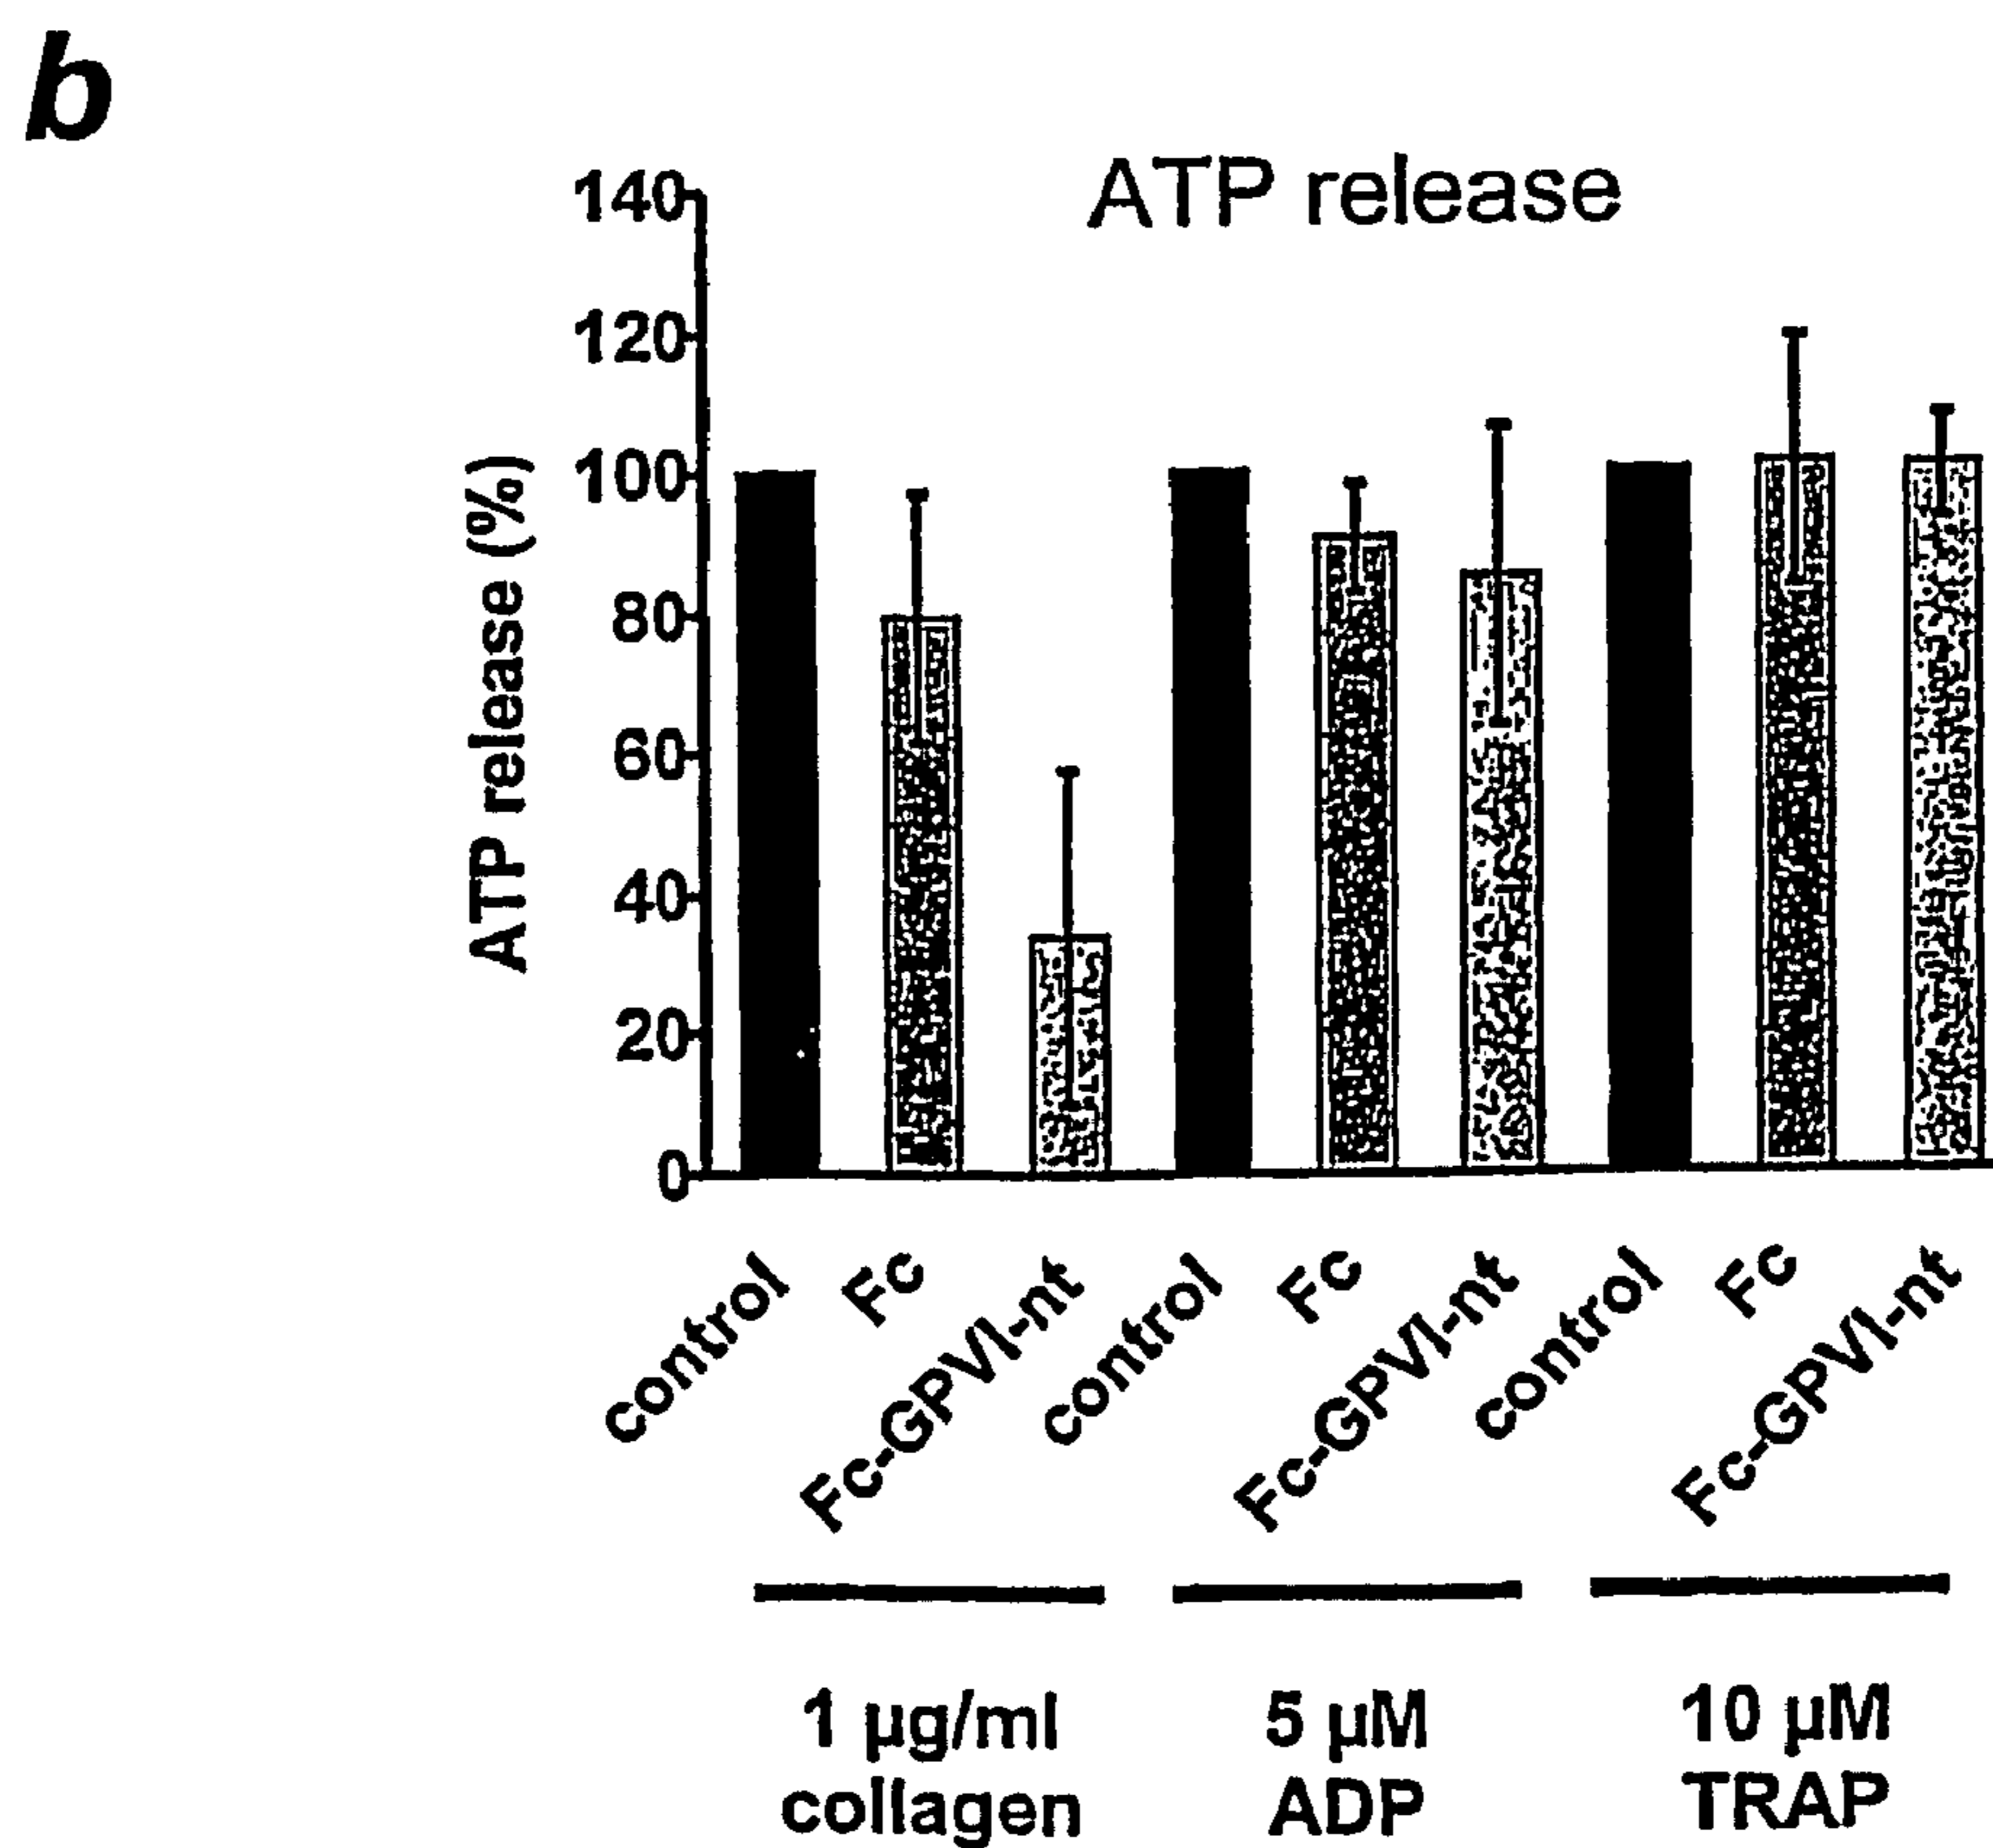 b
ATP release
ATP release (%)
140
120
100
80
60
40
20
0
control
Fc
Fc-GPVI-nt
control
Fc
Fc-GPVI-nt
control
Fc
Fc-GPVI-nt
1 µg/ml
collagen
5 µM
ADP
10 µM
TRAP